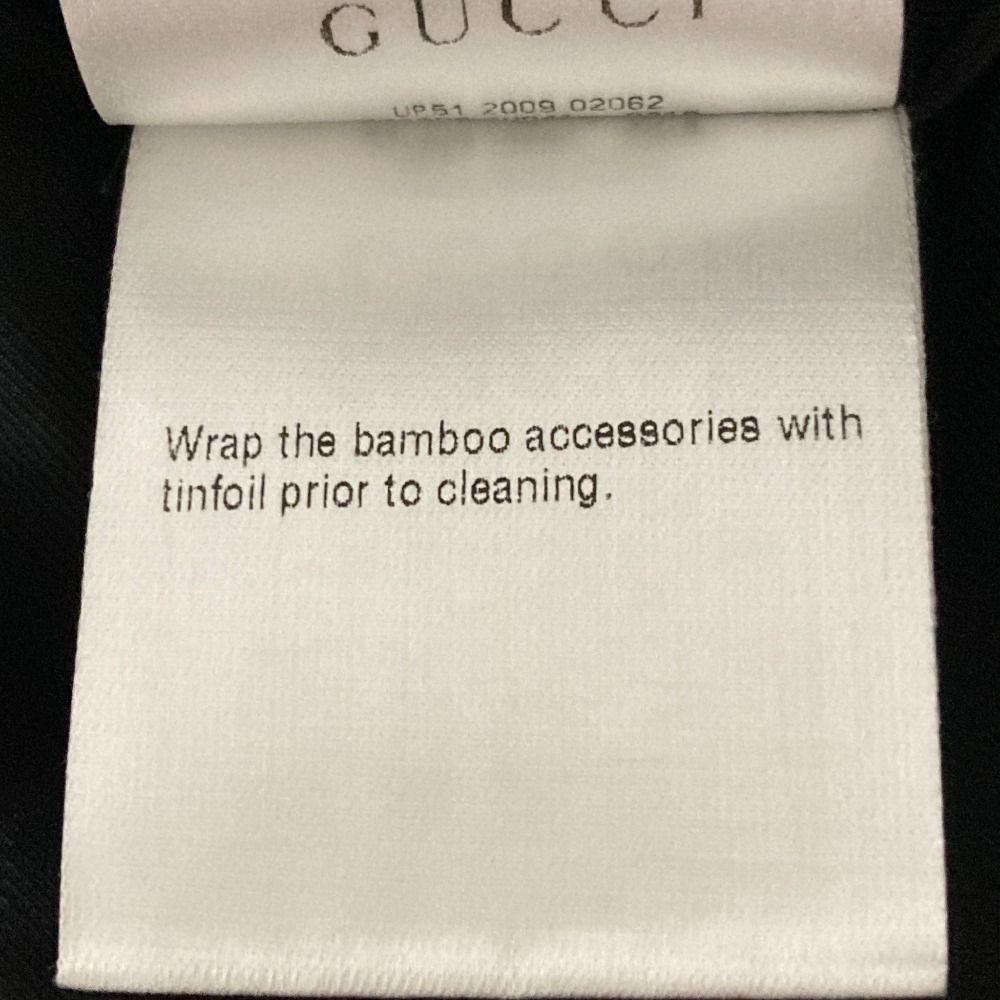 GUCCI
UP51 2009 02062
Wrap the bamboo accessories with
tinfoil prior to cleaning.